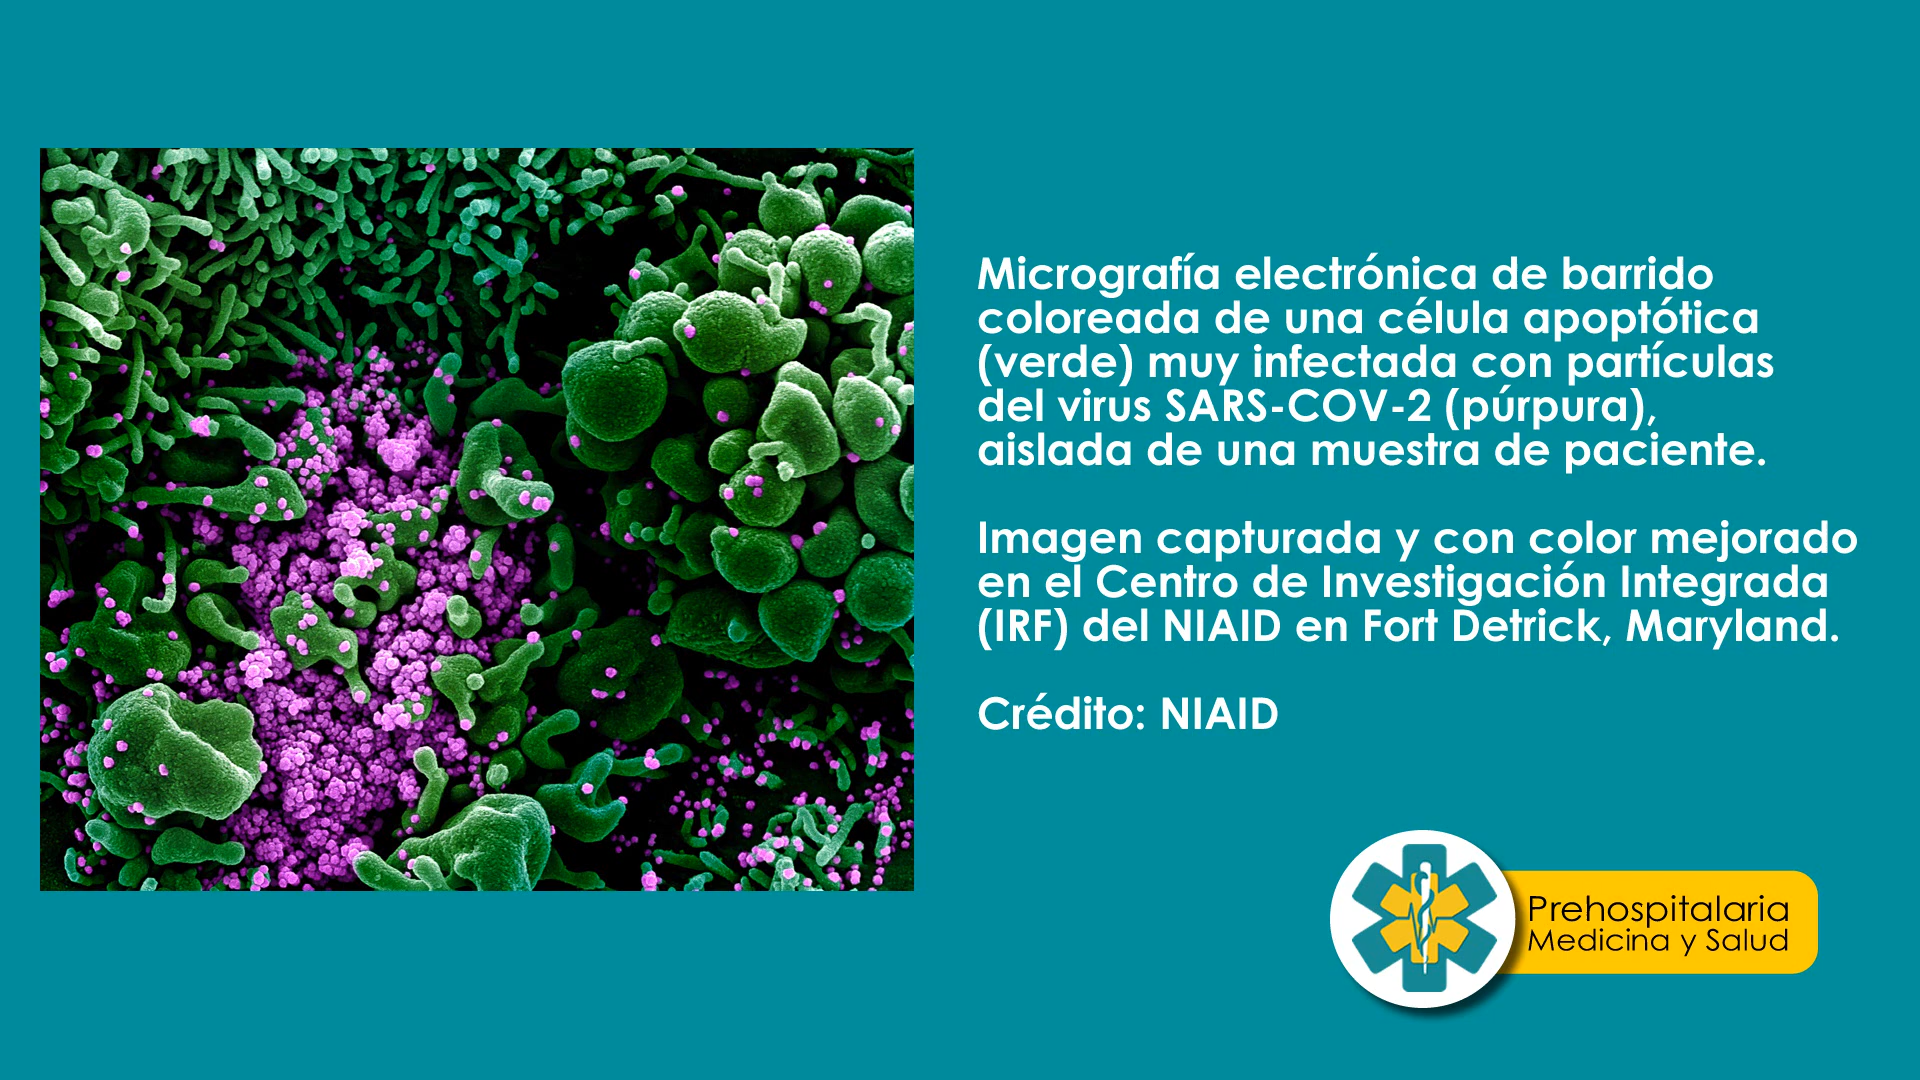 Micrografía electrónica de barrido
coloreada de una célula apoptótica
(verde) muy infectada con partículas
del virus SARS-COV-2 (púrpura),
aislada de una muestra de paciente.
Imagen capturada y con color mejorado
en el Centro de Investigación Integrada
(IRF) del NIAID en Fort Detrick, Maryland.
Crédito: NIAID
Prehospitalaria
Medicina y Salud